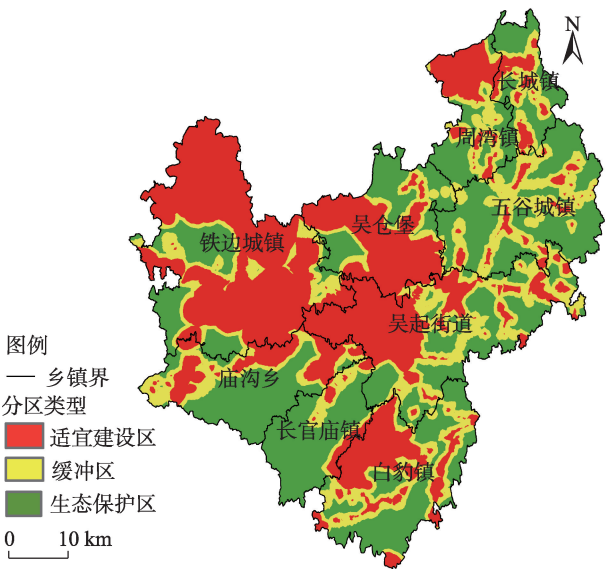 N
长城镇
周湾镇
五谷城镇
吴仓堡
铁边城镇
吴起街道
庙沟乡
长官庙镇
白豹镇
图例
乡镇界
分区类型
适宜建设区
缓冲区
生态保护区
0 10 km